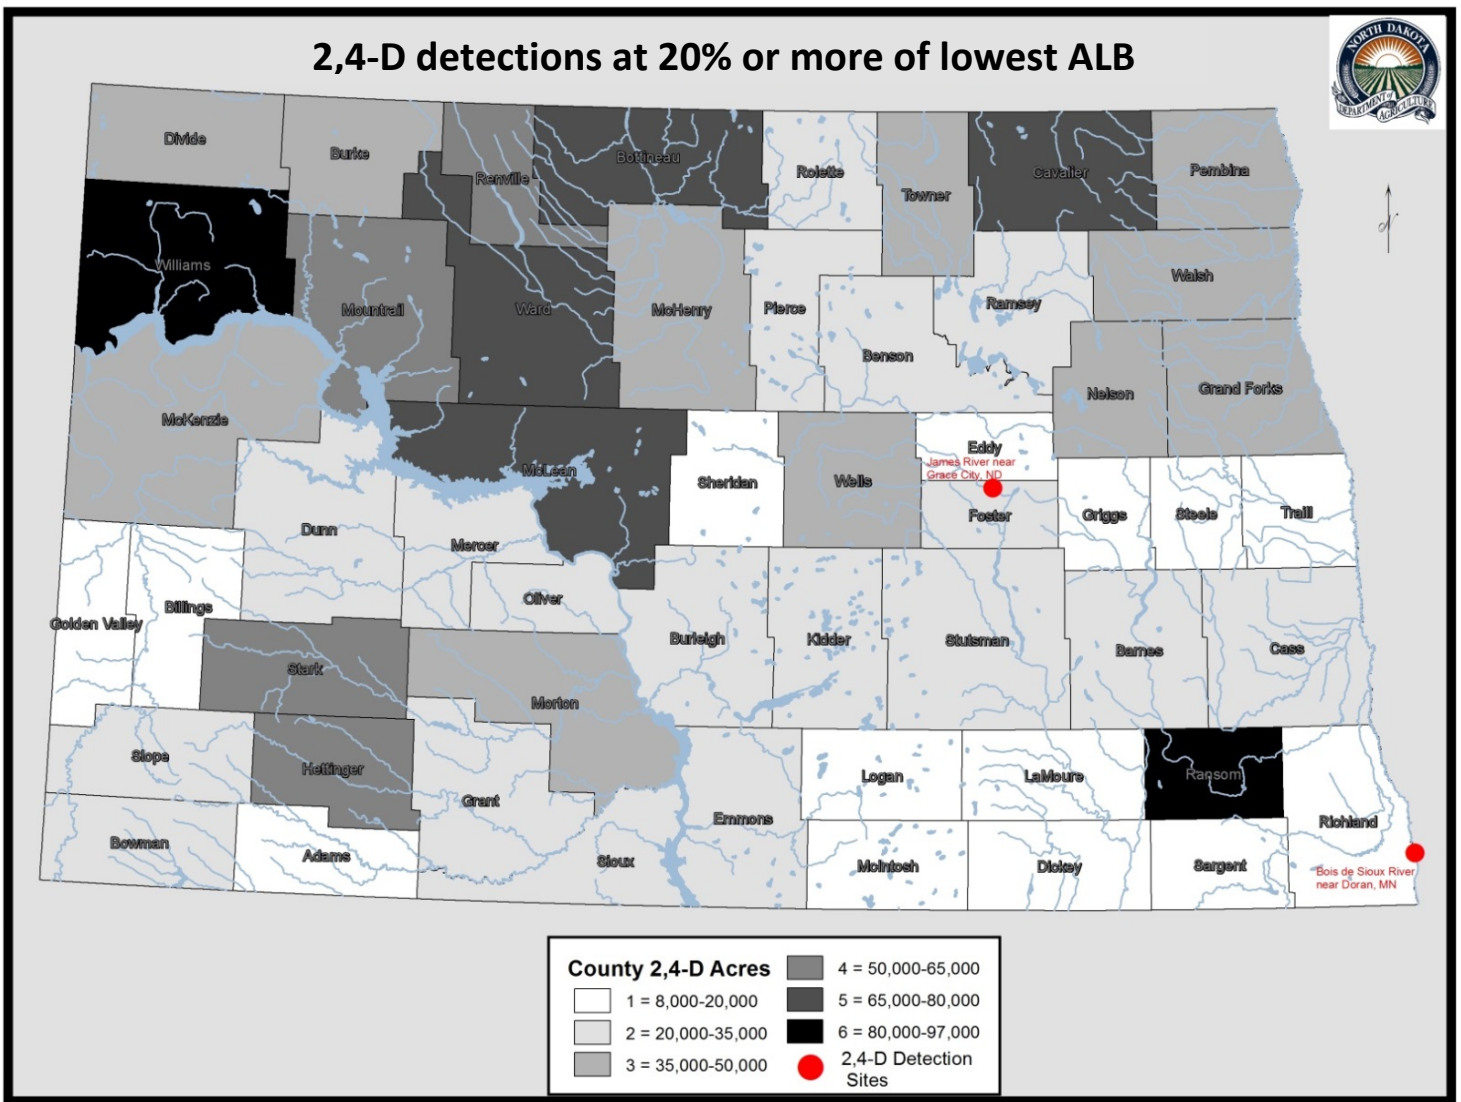 2,4-D detections at 20% or more of lowest ALB
NORTH DAKOTA
DEPARTMENT of AGRICULTURE
Divide
Burke
Renville
Bottineau
Rolette
Towner
Cavalier
Pembina
N
Williams
Mountrail
Ward
McHenry
Pierce
Benson
Ramsey
Walsh
McKenzie
Nelson
Grand Forks
McLean
Sheridan
Wells
Eddy
James River near
Grace City, ND
Foster
Griggs
Steele
Traill
Dunn
Mercer
Oliver
Golden Valley
Billings
Burleigh
Kidder
Stutsman
Barnes
Cass
Stark
Morton
Slope
Hettinger
Grant
Logan
LaMoure
Ransom
Richland
Bowman
Adams
Sioux
Emmons
McIntosh
Dickey
Sargent
Bois de Sioux River
near Doran, MN
County 2,4-D Acres
1 = 8,000-20,000
2 = 20,000-35,000
3 = 35,000-50,000
4 = 50,000-65,000
5 = 65,000-80,000
6 = 80,000-97,000
2,4-D Detection
Sites